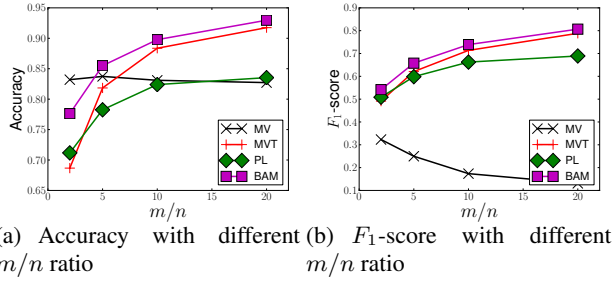 0.95
0.90
0.85
0.80
0.75
0.70
0.65
Accuracy
0 5 10 15 20
m/n
MV
MVT
PL
BAM
0.9
0.8
0.7
0.6
0.5
0.4
0.3
0.2
0.1
F1-score
0 5 10 15 20
m/n
MV
MVT
PL
BAM
(a) Accuracy with different
m/n ratio
(b) F1-score with different
m/n ratio